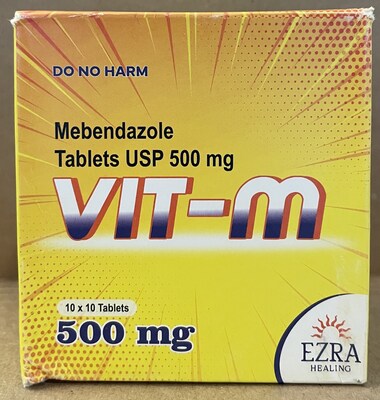 DO NO HARM
Mebendazole
Tablets USP 500 mg
VIT-m
10 x 10 Tablets
500 mg
EZRA
HEALING